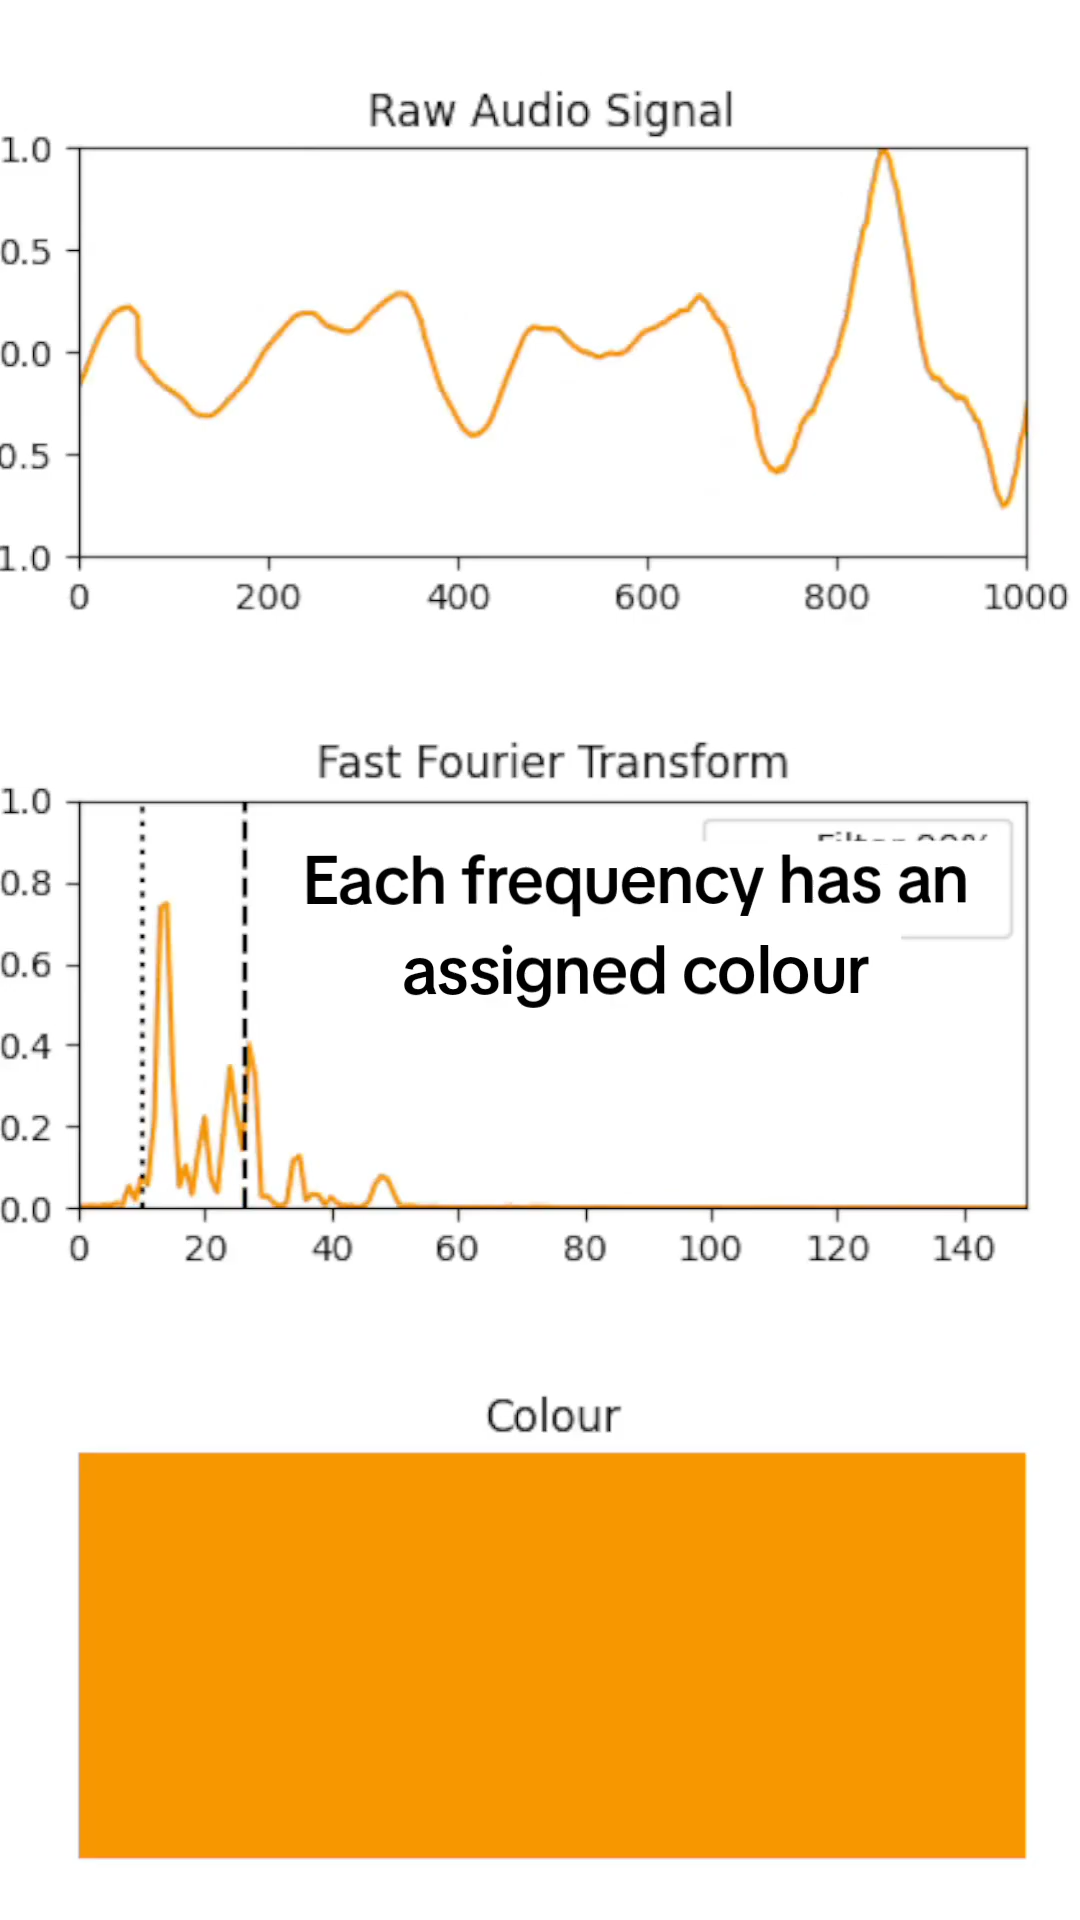 Raw Audio Signal
1.0
0.5
0.0
0.5
1.0
0 200 400 600 800 1000
Fast Fourier Transform
1.0
0.8
0.6
0.4
0.2
0.0
Each frequency has an
assigned colour
0 20 40 60 80 100 120 140
Colour